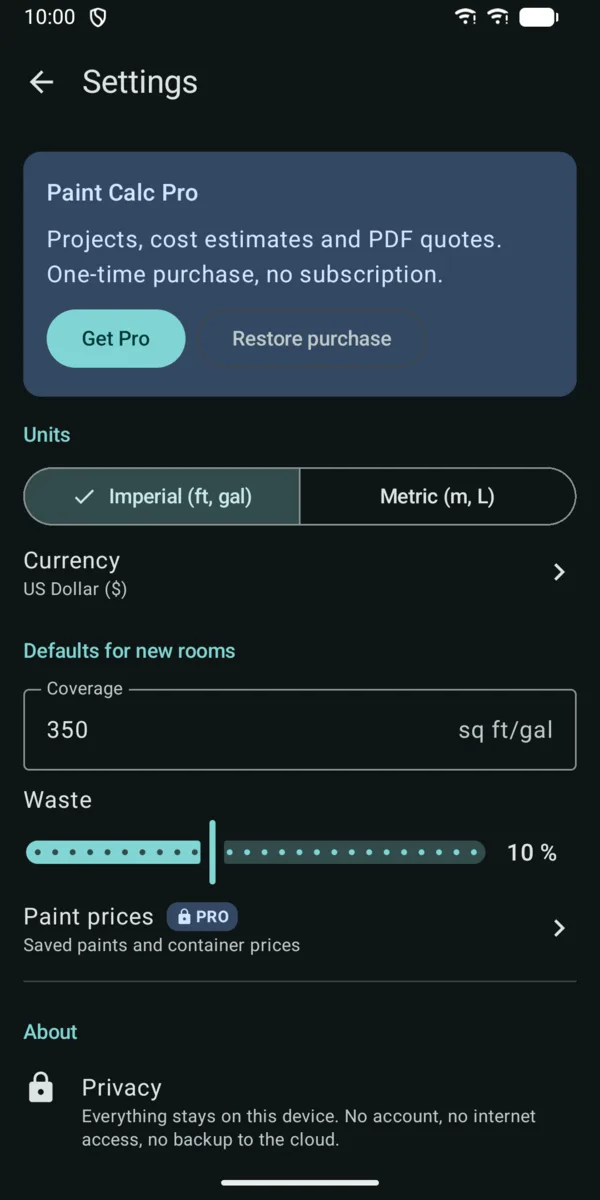 10:00
Settings
Paint Calc Pro
Projects, cost estimates and PDF quotes.
One-time purchase, no subscription.
Get Pro
Restore purchase
Units
Imperial (ft, gal)
Metric (m, L)
Currency
US Dollar ($)
Defaults for new rooms
Coverage
350
sq ft/gal
Waste
10 %
Paint prices
PRO
Saved paints and container prices
About
Privacy
Everything stays on this device. No account, no internet
access, no backup to the cloud.